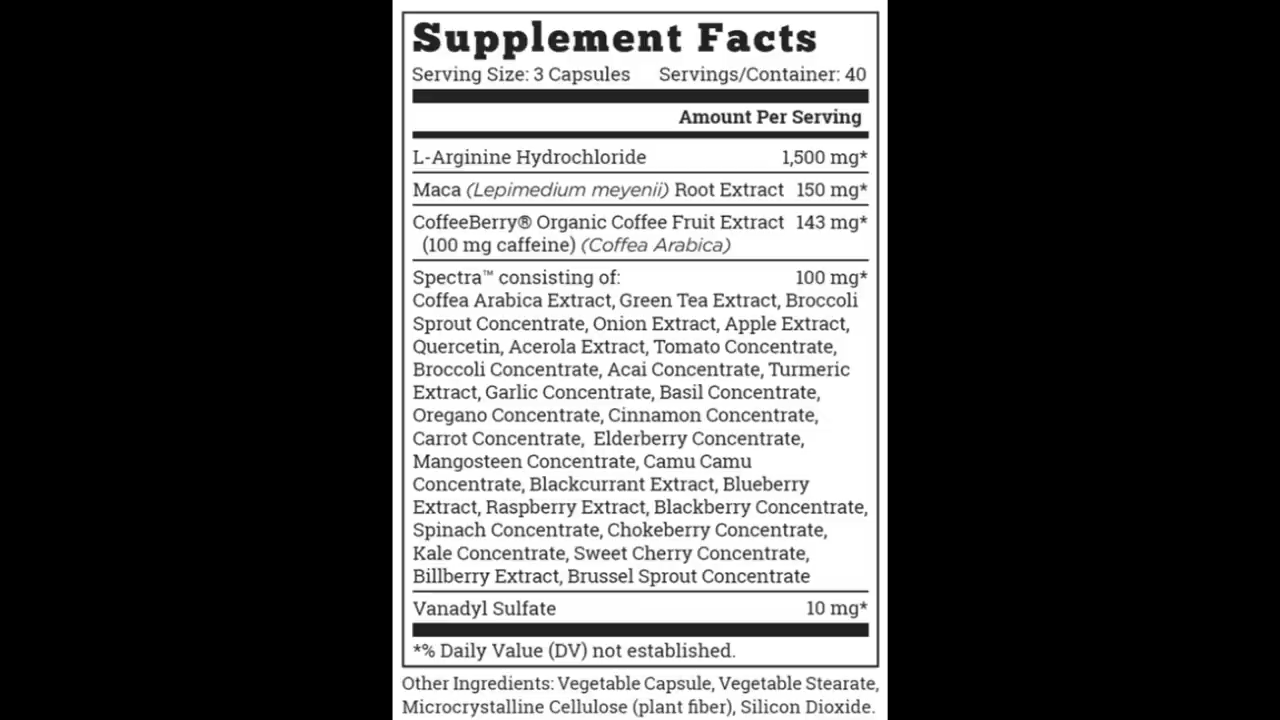 Supplement Facts
Serving Size: 3 Capsules Servings/Container: 40
Amount Per Serving
L-Arginine Hydrochloride 1,500 mg*
Maca (Lepimedium meyenii) Root Extract 150 mg*
CoffeeBerry® Organic Coffee Fruit Extract 143 mg*
(100 mg caffeine) (Coffea Arabica)
Spectra™ consisting of: 100 mg*
Coffea Arabica Extract, Green Tea Extract, Broccoli
Sprout Concentrate, Onion Extract, Apple Extract,
Quercetin, Acerola Extract, Tomato Concentrate,
Broccoli Concentrate, Acai Concentrate, Turmeric
Extract, Garlic Concentrate, Basil Concentrate,
Oregano Concentrate, Cinnamon Concentrate,
Carrot Concentrate, Elderberry Concentrate,
Mangosteen Concentrate, Camu Camu
Concentrate, Blackcurrant Extract, Blueberry
Extract, Raspberry Extract, Blackberry Concentrate,
Spinach Concentrate, Chokeberry Concentrate,
Kale Concentrate, Sweet Cherry Concentrate,
Billberry Extract, Brussel Sprout Concentrate
Vanadyl Sulfate 10 mg*
*% Daily Value (DV) not established.
Other Ingredients: Vegetable Capsule, Vegetable Stearate,
Microcrystalline Cellulose (plant fiber), Silicon Dioxide.